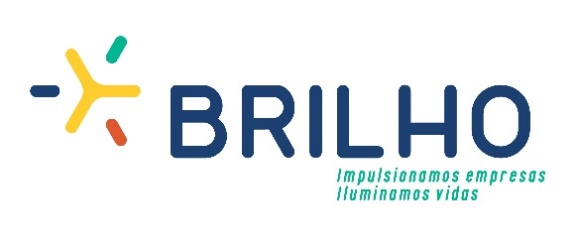 BRILHO
Impulsionamos empresas
Iluminamos vidas